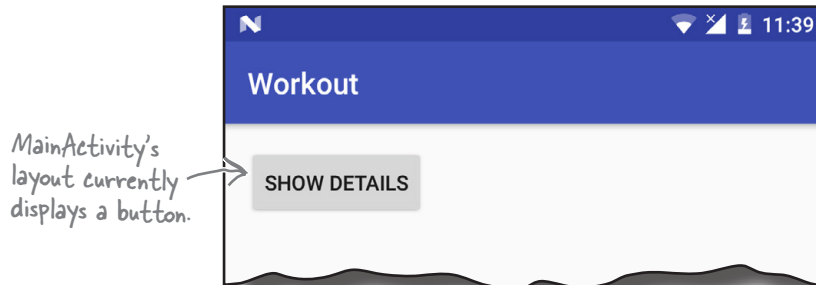 11:39
Workout
MainActivity's
layout currently
displays a button.
SHOW DETAILS